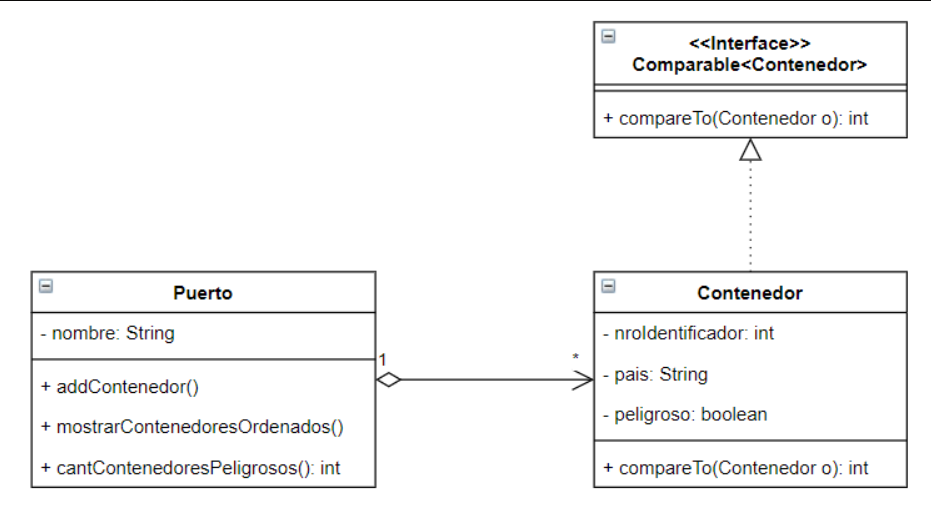 <<Interface>>
Comparable<Contenedor>
+ compareTo(Contenedor o): int
Puerto
- nombre: String
+ addContenedor()
+ mostrarContenedoresOrdenados()
+ cantContenedoresPeligrosos(): int
1
*
Contenedor
- nroIdentificador: int
- pais: String
- peligroso: boolean
+ compareTo(Contenedor o): int